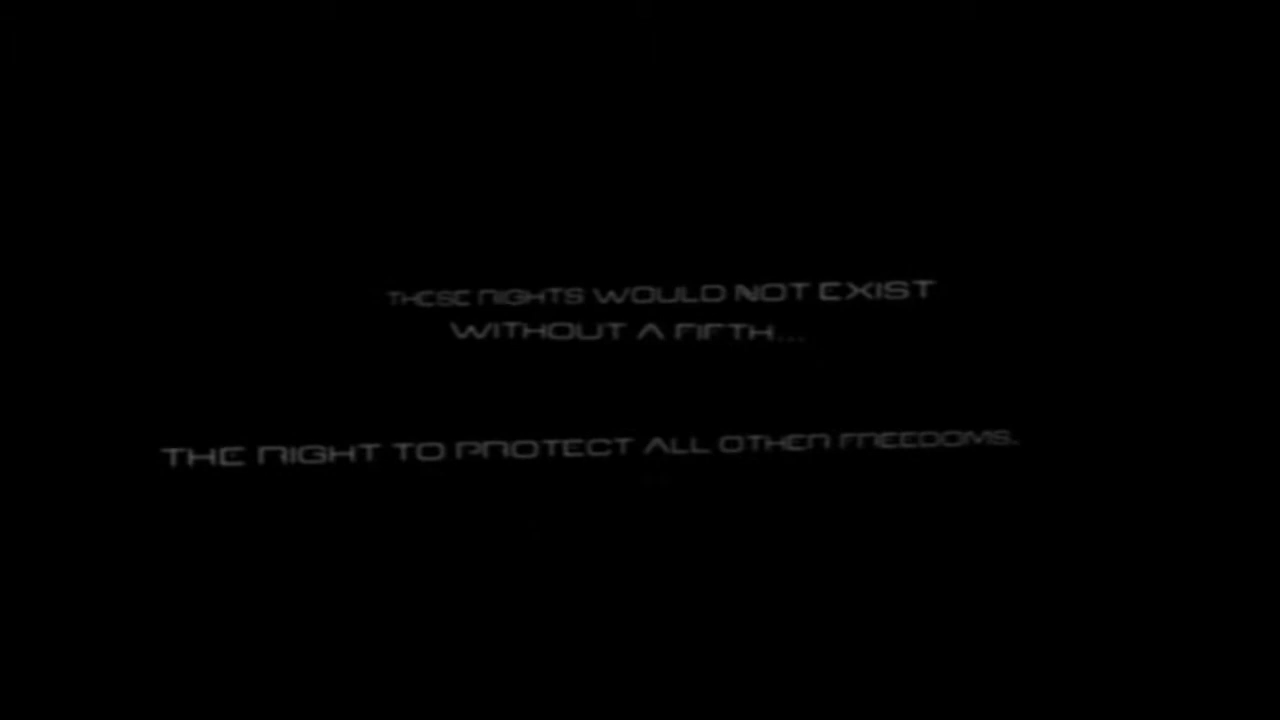 THESE RIGHTS WOULD NOT EXIST
WITHOUT A FIFTH...
THE RIGHT TO PROTECT ALL OTHER FREEDOMS.